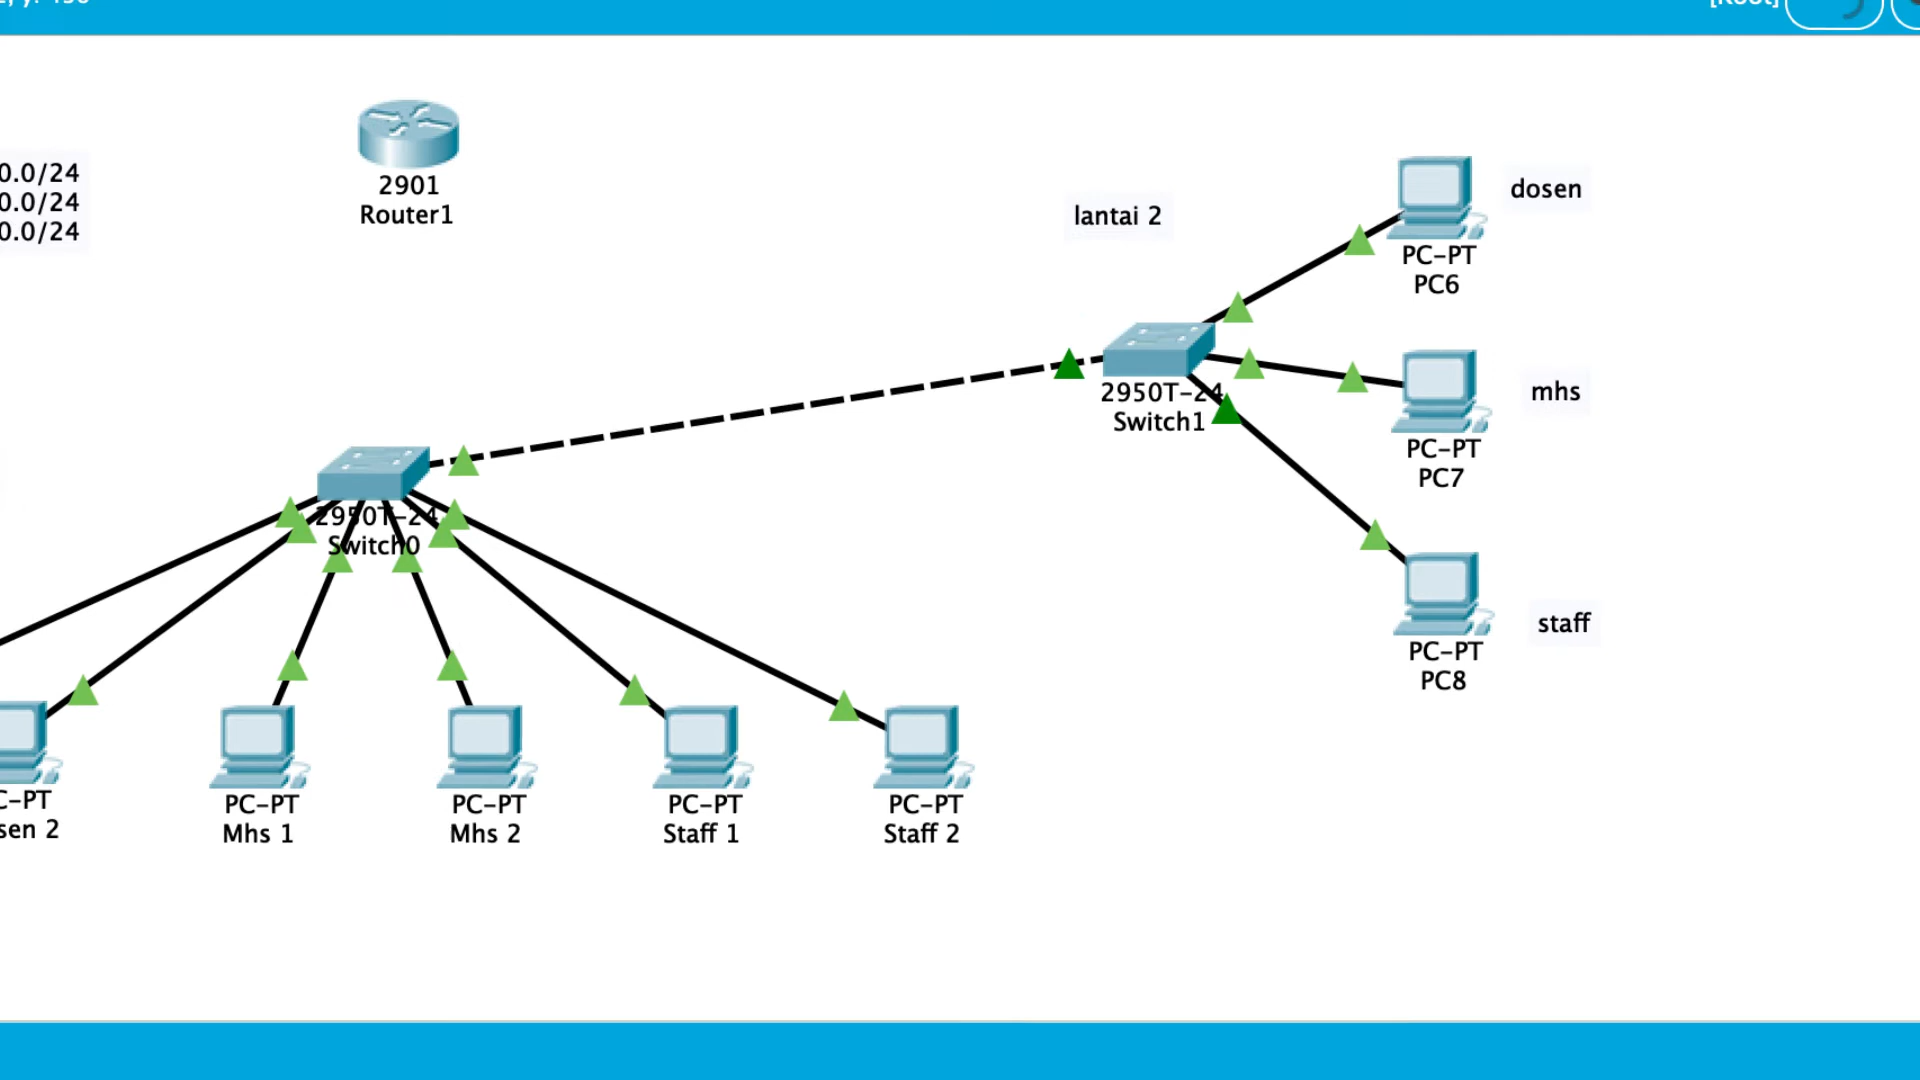 [Root]
0.0/24
0.0/24
0.0/24
2901
Router1
lantai 2
dosen
PC-PT
PC6
mhs
PC-PT
PC7
2950T-24
Switch1
2950T-24
Switch0
staff
PC-PT
PC8
C-PT
sen 2
PC-PT
Mhs 1
PC-PT
Mhs 2
PC-PT
Staff 1
PC-PT
Staff 2